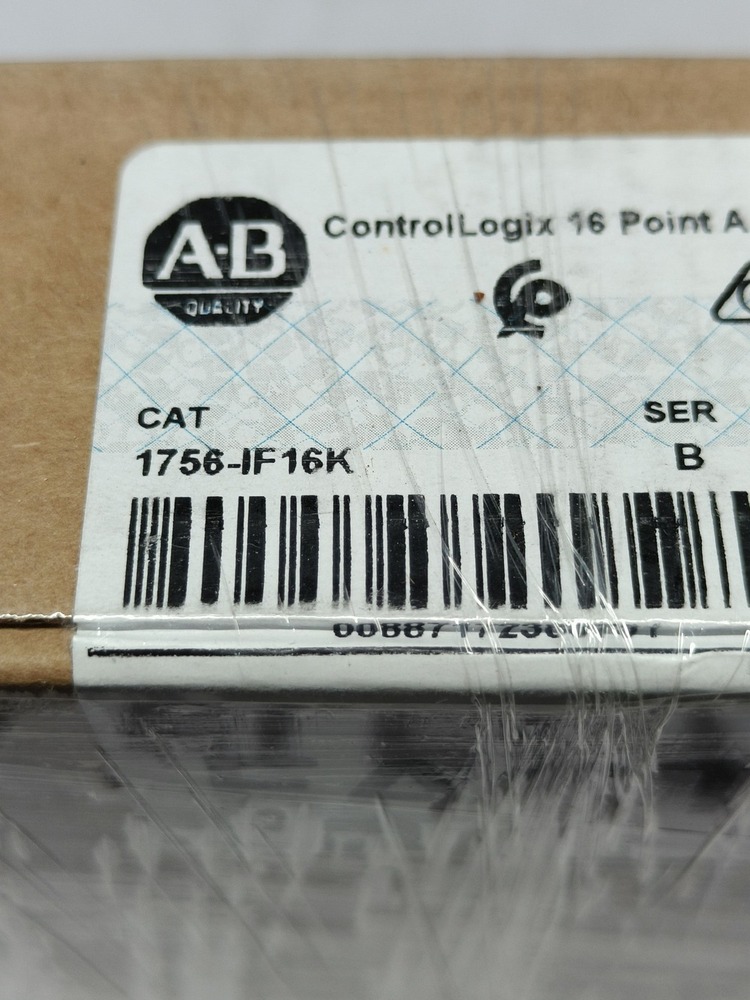 A·B
QUALITY
ControlLogix 16 Point A
CAT
SER
1756-IF16K
B